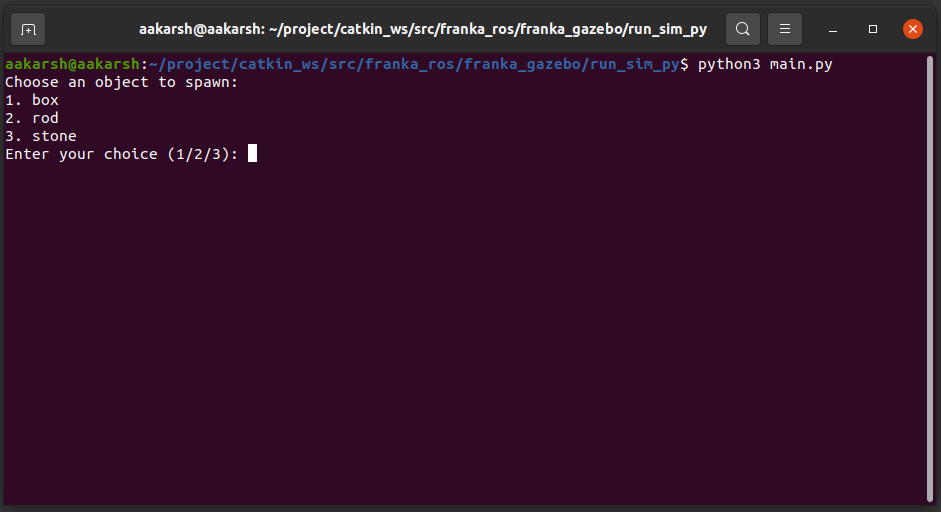 aakarsh@aakarsh: ~/project/catkin_ws/src/franka_ros/franka_gazebo/run_sim_py
aakarsh@aakarsh:~/project/catkin_ws/src/franka_ros/franka_gazebo/run_sim_py$ python3 main.py
Choose an object to spawn:
1. box
2. rod
3. stone
Enter your choice (1/2/3):